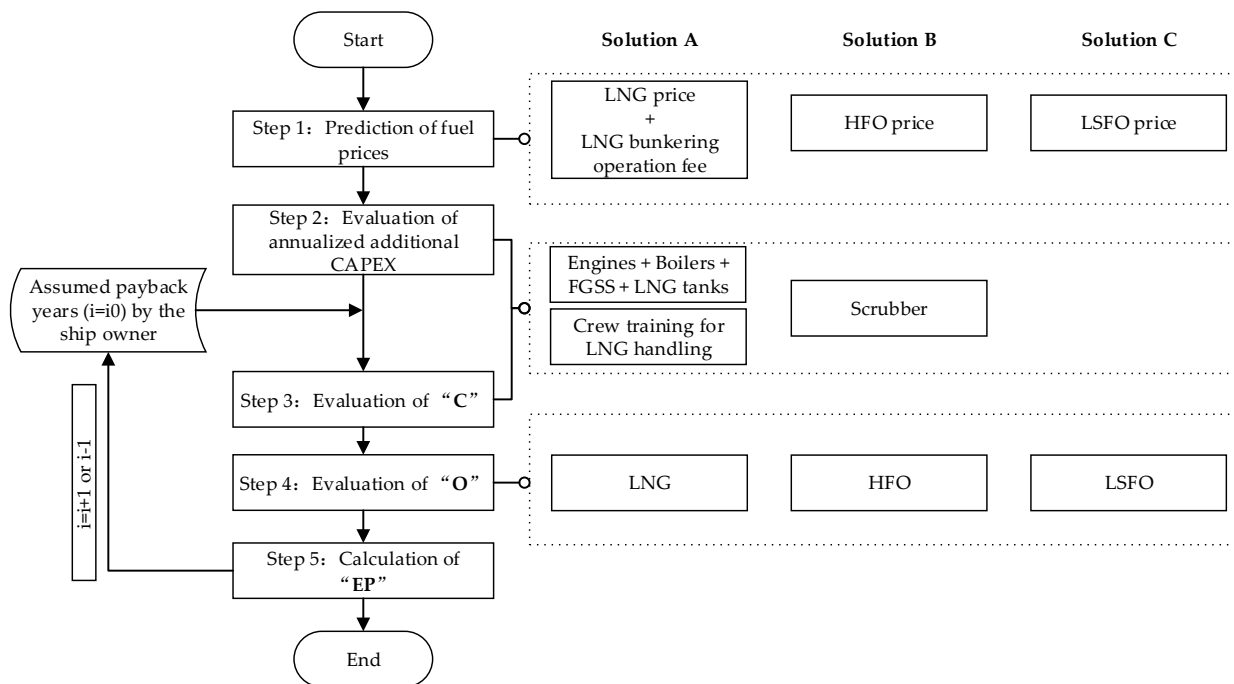 Start
Solution A
Solution B
Solution C
Step 1：Prediction of fuel
prices
LNG price
+
LNG bunkering
operation fee
HFO price
LSFO price
Step 2：Evaluation of
annualized additional
CAPEX
Assumed payback
years (i=i0) by the
ship owner
Engines + Boilers +
FGSS + LNG tanks
Crew training for
LNG handling
Scrubber
Step 3：Evaluation of “C”
i=i+1 or i-1
Step 4：Evaluation of “O”
LNG
HFO
LSFO
Step 5：Calculation of
“EP”
End